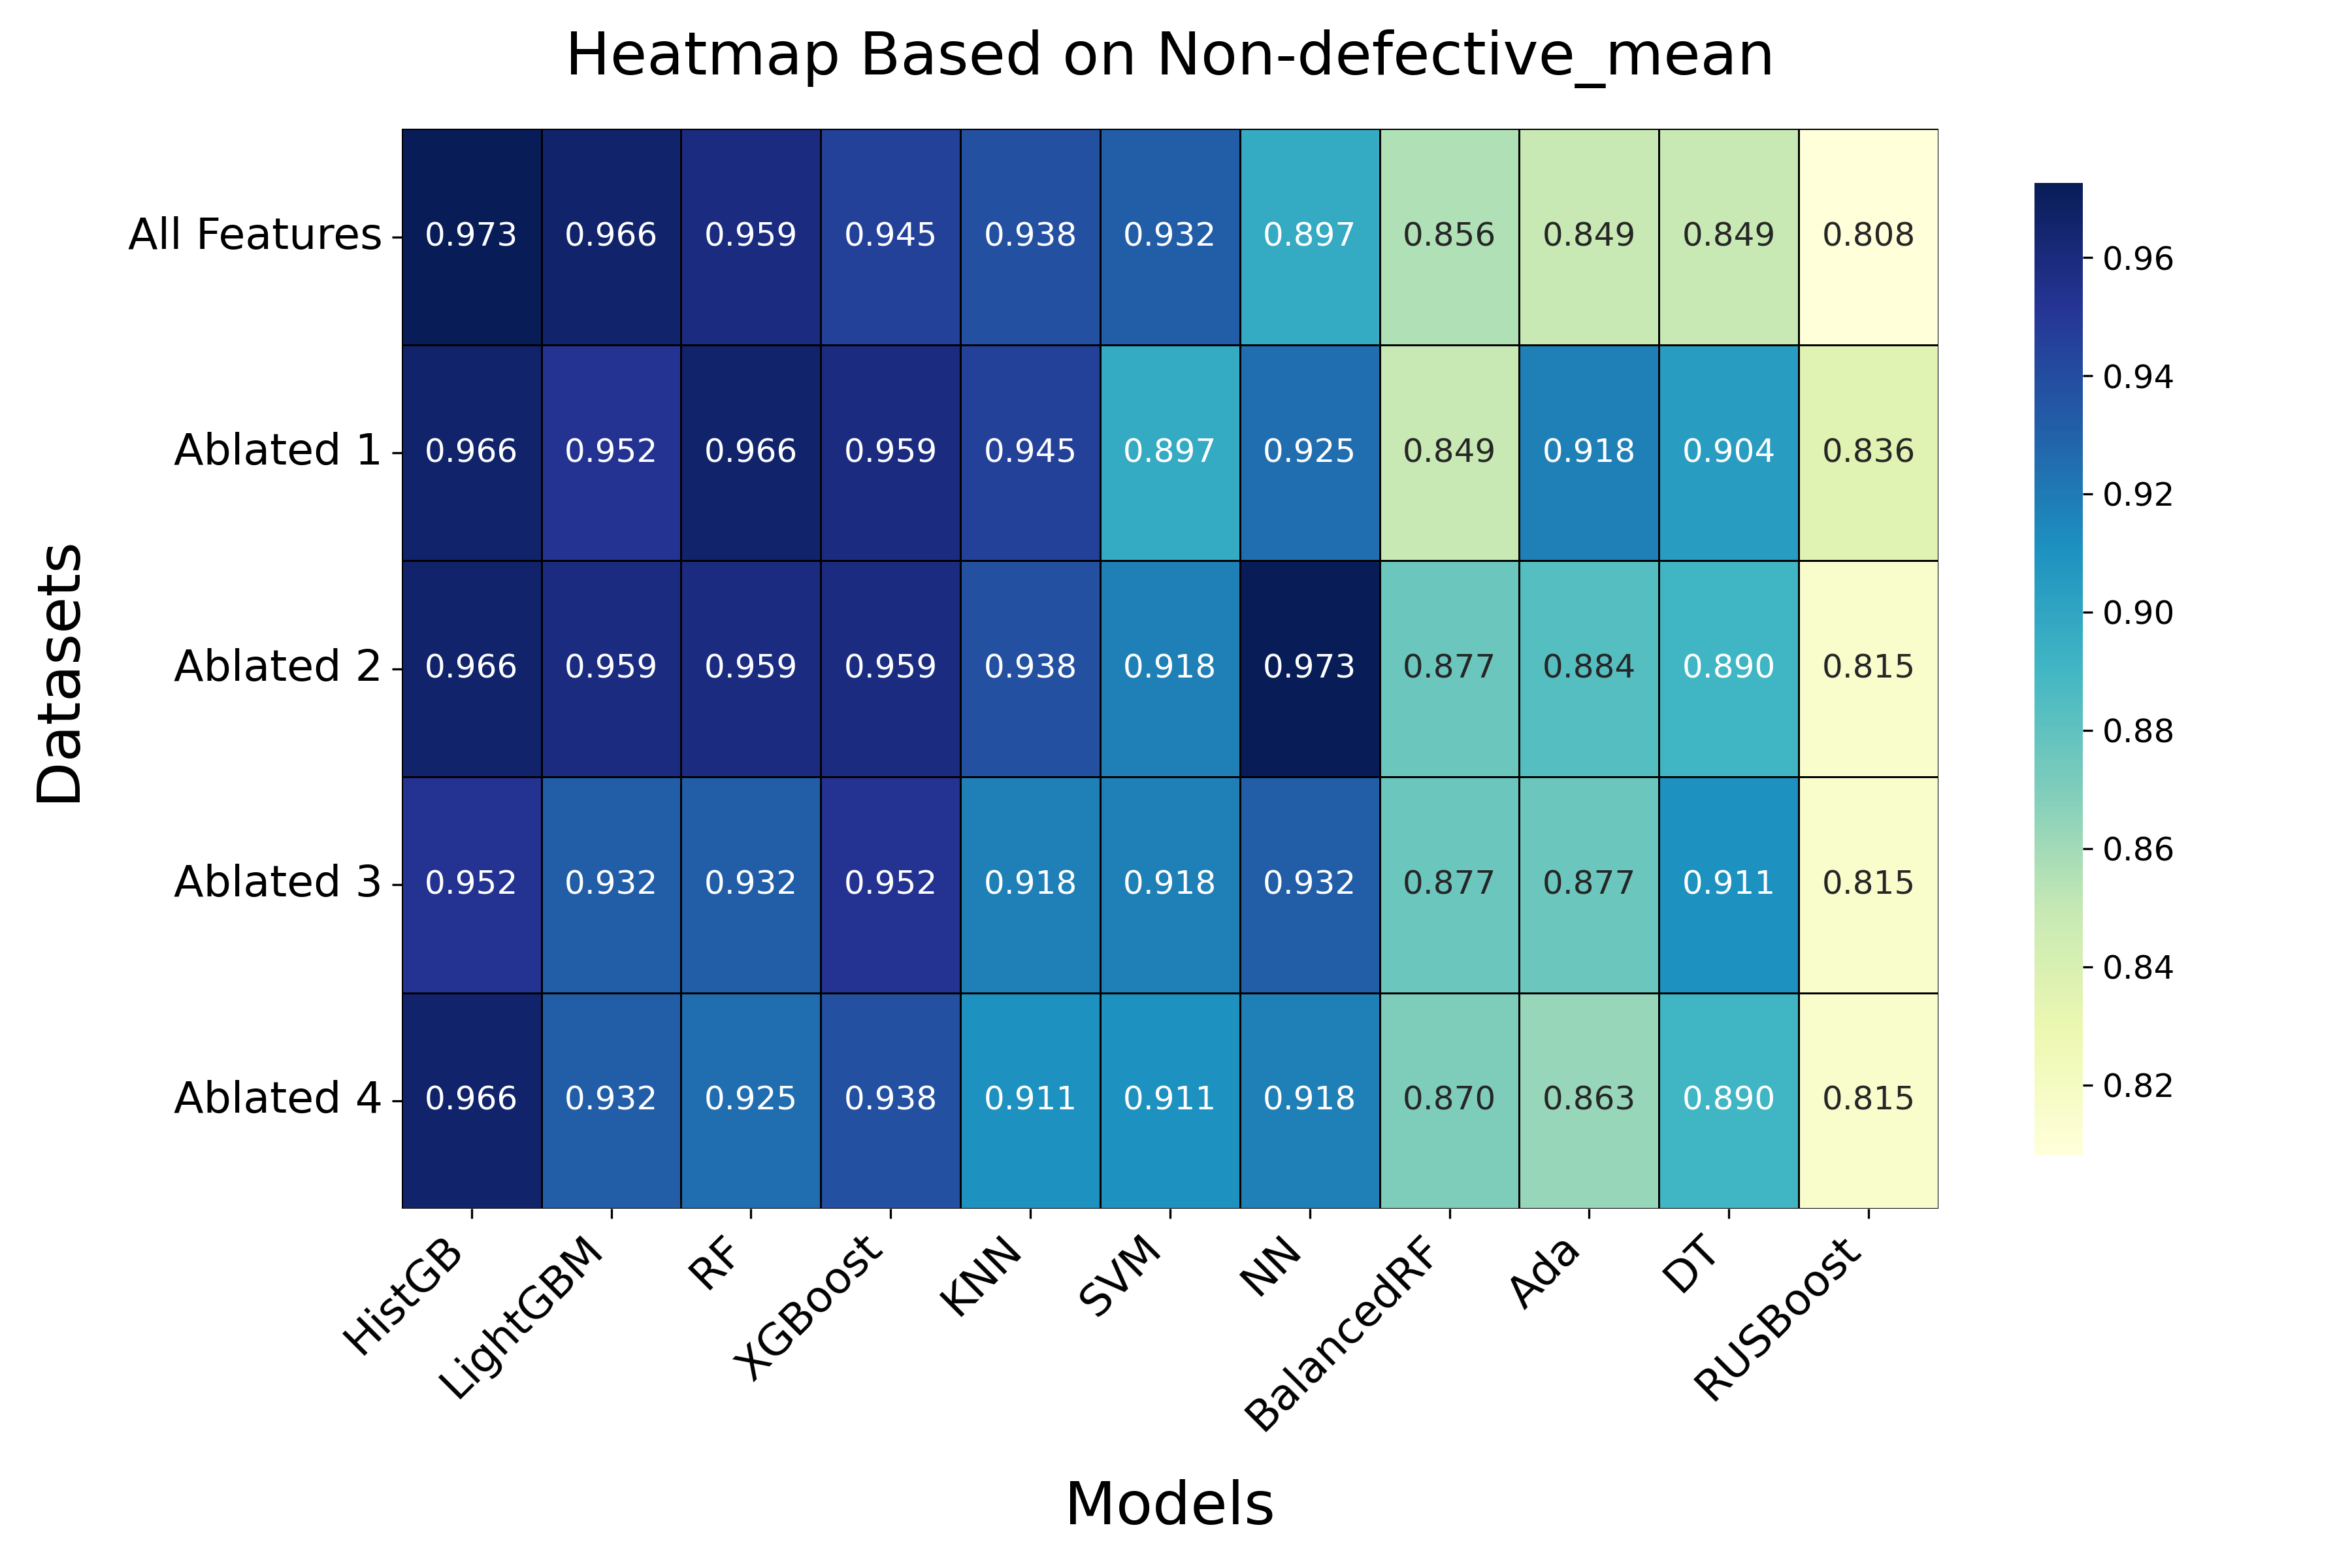 Heatmap Based on Non-defective_mean
Datasets
All Features 0.973 0.966 0.959 0.945 0.938 0.932 0.897 0.856 0.849 0.849 0.808
Ablated 1 0.966 0.952 0.966 0.959 0.945 0.897 0.925 0.849 0.918 0.904 0.836
Ablated 2 0.966 0.959 0.959 0.959 0.938 0.918 0.973 0.877 0.884 0.890 0.815
Ablated 3 0.952 0.932 0.932 0.952 0.918 0.918 0.932 0.877 0.877 0.911 0.815
Ablated 4 0.966 0.932 0.925 0.938 0.911 0.911 0.918 0.870 0.863 0.890 0.815
HistGB
LightGBM
RF
XGBoost
KNN
SVM
NN
BalancedRF
Ada
DT
RUSBoost
Models
0.96
0.94
0.92
0.90
0.88
0.86
0.84
0.82